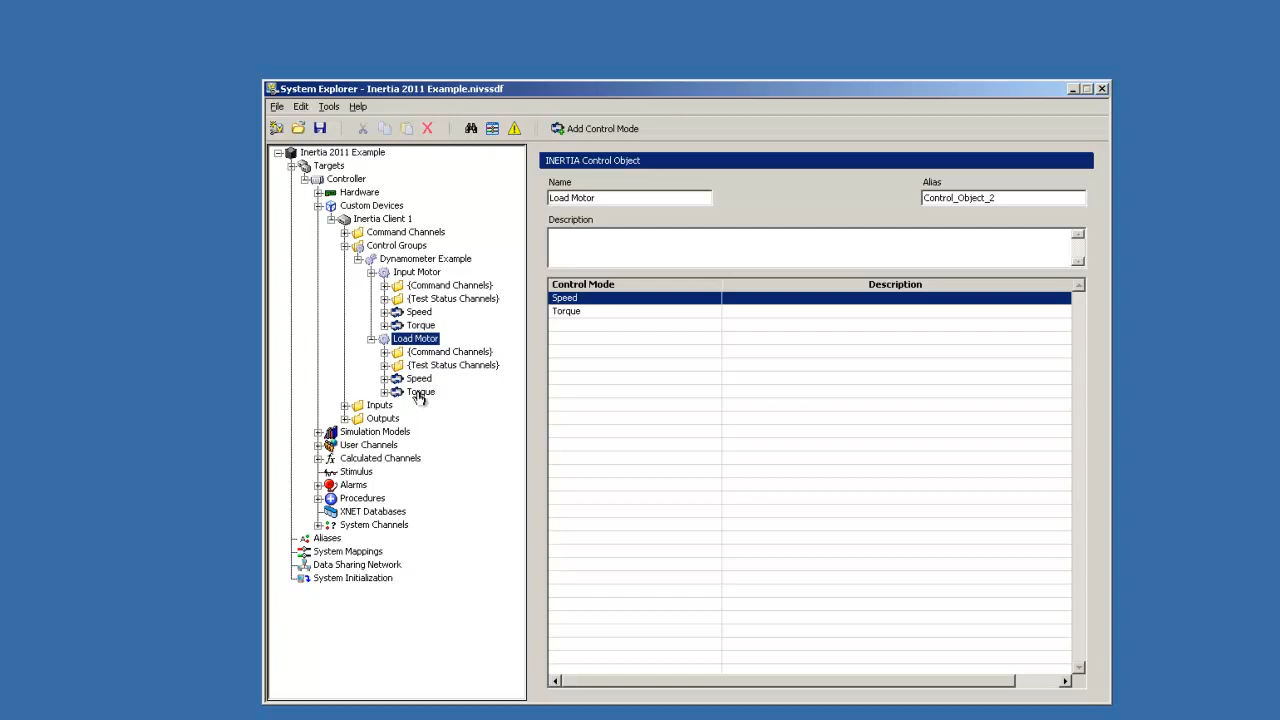 System Explorer - Inertia 2011 Example.nivssdf
File Edit Tools Help
Add Control Mode
Inertia 2011 Example
Targets
Controller
Hardware
Custom Devices
Inertia Client 1
Command Channels
Control Groups
Dynamometer Example
Input Motor
{Command Channels}
{Test Status Channels}
Speed
Torque
Load Motor
{Command Channels}
{Test Status Channels}
Speed
Torque
Inputs
Outputs
Simulation Models
User Channels
Calculated Channels
Stimulus
Alarms
Procedures
XNET Databases
System Channels
Aliases
System Mappings
Data Sharing Network
System Initialization
INERTIA Control Object
Name Alias
Load Motor Control_Object_2
Description
Control Mode Description
Speed
Torque